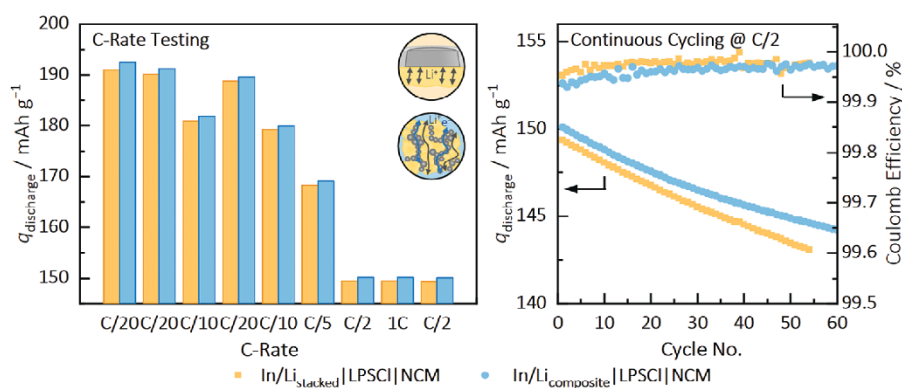 C-Rate Testing
Continuous Cycling @ C/2
200
190
180
170
160
150
q_discharge / mAh g⁻¹
C/20 C/20 C/10 C/20 C/10 C/5 C/2 1C C/2
C-Rate
Li⁺
Li⁺ e⁻
155
150
145
140
q_discharge / mAh g⁻¹
0 10 20 30 40 50 60
Cycle No.
100.0
99.9
99.8
99.7
99.6
99.5
Coulomb Efficiency / %
In/Li_stacked|LPSCl|NCM
In/Li_composite|LPSCl|NCM